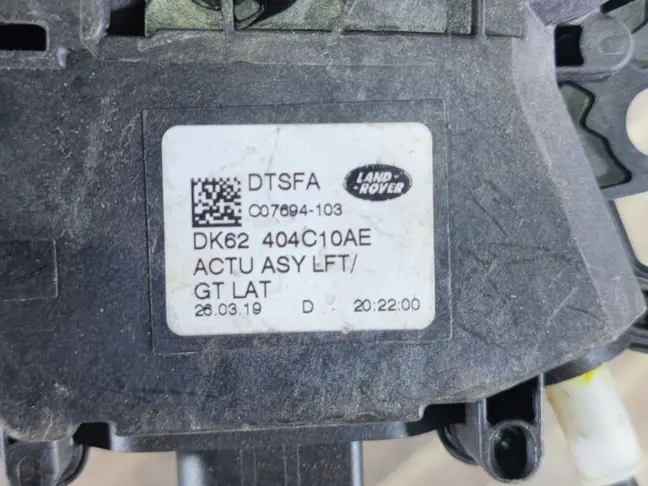 DTSFA
LAND-
ROVER
C07694-103
DK62 404C10AE
ACTU ASY LFT/
GT LAT
26.03.19 D 20:22:00